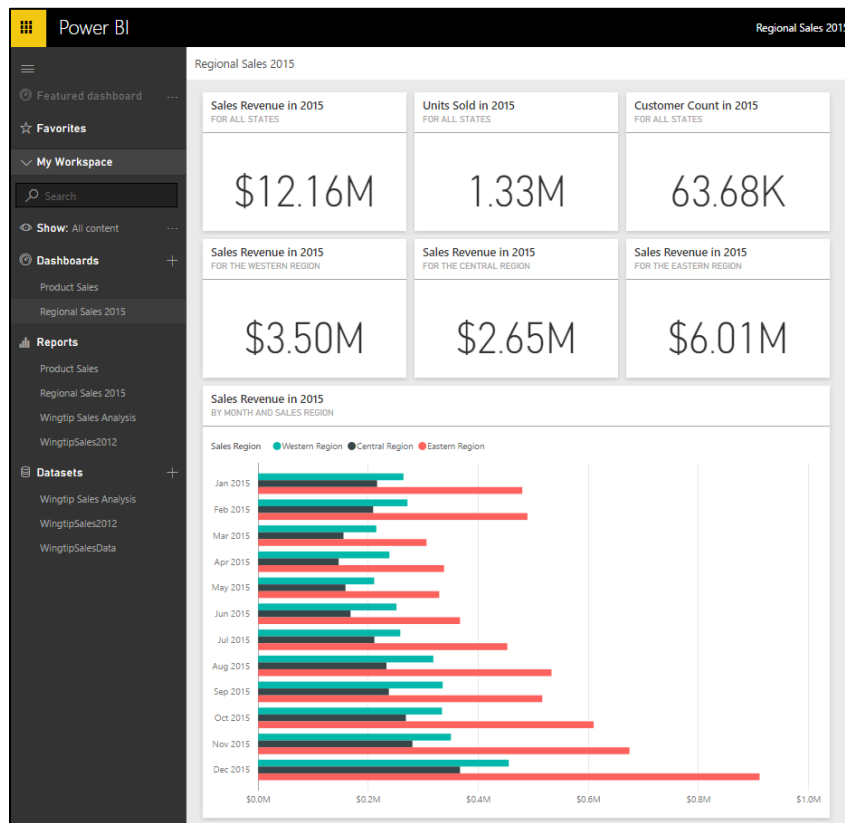 Power BI
Regional Sales 2015
Featured dashboard ...
Favorites
My Workspace
Search
Show: All content ...
Dashboards +
Product Sales
Regional Sales 2015
Reports
Product Sales
Regional Sales 2015
Wingtip Sales Analysis
WingtipSales2012
Datasets +
Wingtip Sales Analysis
WingtipSales2012
WingtipSalesData
Regional Sales 2015
Sales Revenue in 2015
FOR ALL STATES
$12.16M
Units Sold in 2015
FOR ALL STATES
1.33M
Customer Count in 2015
FOR ALL STATES
63.68K
Sales Revenue in 2015
FOR THE WESTERN REGION
$3.50M
Sales Revenue in 2015
FOR THE CENTRAL REGION
$2.65M
Sales Revenue in 2015
FOR THE EASTERN REGION
$6.01M
Sales Revenue in 2015
BY MONTH AND SALES REGION
Sales Region Western Region Central Region Eastern Region
Jan 2015
Feb 2015
Mar 2015
Apr 2015
May 2015
Jun 2015
Jul 2015
Aug 2015
Sep 2015
Oct 2015
Nov 2015
Dec 2015
$0.0M $0.2M $0.4M $0.6M $0.8M $1.0M